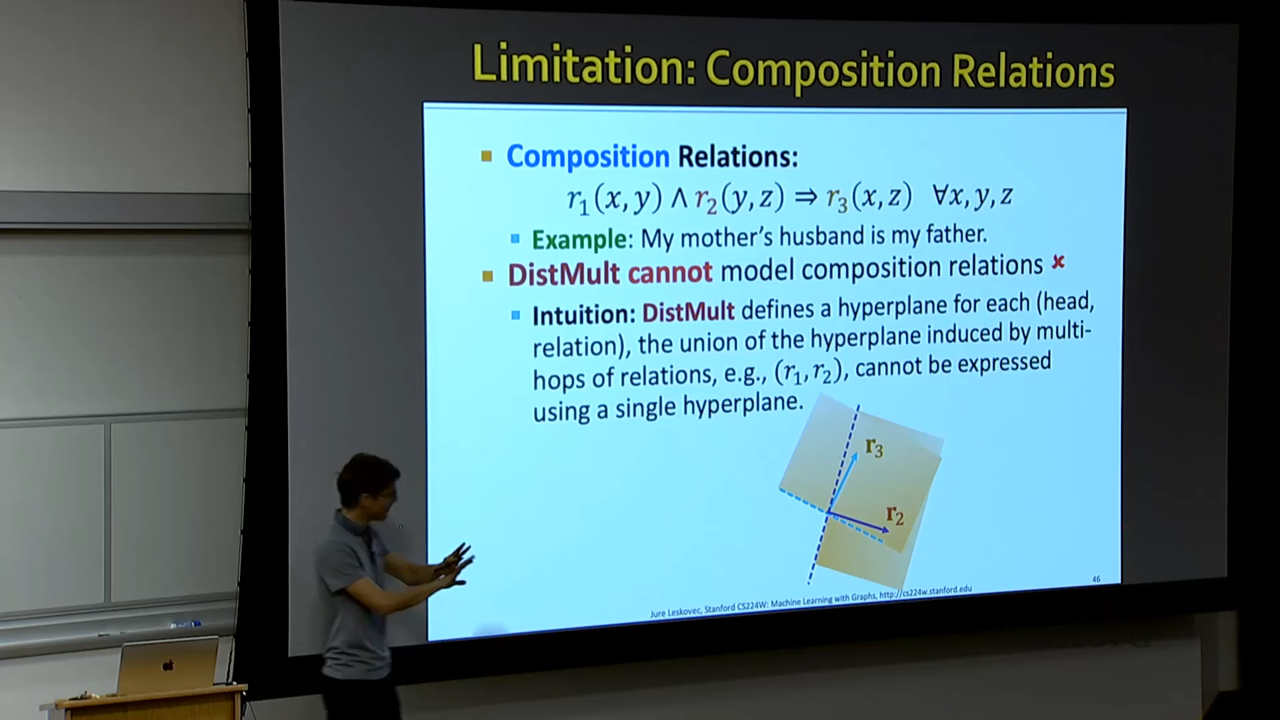 Limitation: Composition Relations
Composition Relations:
r₁(x, y) ∧ r₂(y, z) ⇒ r₃(x, z) ∀x, y, z
Example: My mother's husband is my father.
DistMult cannot model composition relations ✘
Intuition: DistMult defines a hyperplane for each (head,
relation), the union of the hyperplane induced by multi-
hops of relations, e.g., (r₁, r₂), cannot be expressed
using a single hyperplane.
r₃
r₂
46
Jure Leskovec, Stanford CS224W: Machine Learning with Graphs, http://cs224w.stanford.edu